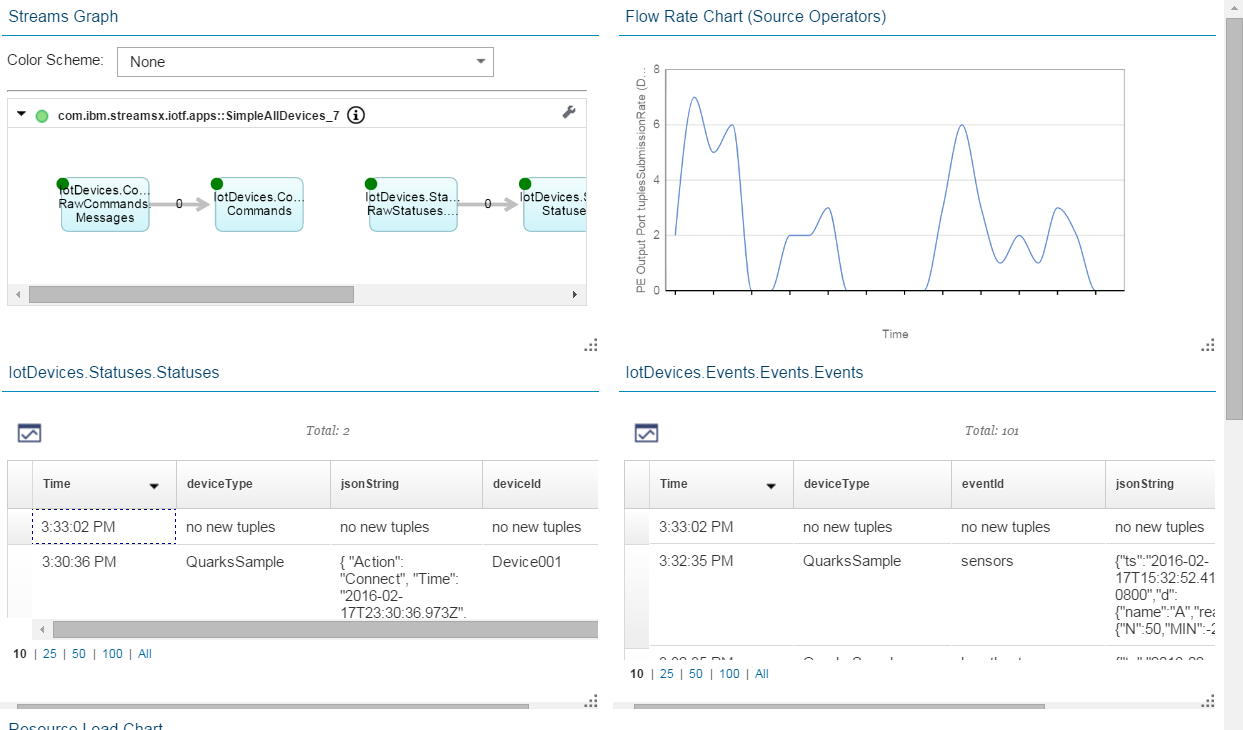 Streams Graph
Color Scheme:
None
com.ibm.streamsx.iotf.apps::SimpleAllDevices_7
IotDevices.Co...
RawCommands.
Messages
0
IotDevices.Co...
Commands
IotDevices.Sta...
RawStatuses....
0
IotDevices.S
Statuse
Flow Rate Chart (Source Operators)
PE Output Port tuplesSubmissionRate (D...
8
6
4
2
0
Time
IotDevices.Statuses.Statuses
Total: 2
Time deviceType jsonString deviceId
3:33:02 PM no new tuples no new tuples no new tuples
3:30:36 PM QuarksSample { "Action": Device001
"Connect", "Time":
"2016-02-
17T23:30:36.973Z".
10 | 25 | 50 | 100 | All
IotDevices.Events.Events.Events
Total: 101
Time deviceType eventId jsonString
3:33:02 PM no new tuples no new tuples no new tuples
3:32:35 PM QuarksSample sensors {"ts":"2016-02-
17T15:32:52.41
0800","d":
{"name":"A","rea
{"N":50,"MIN":-2
10 | 25 | 50 | 100 | All
Resource Load Chart